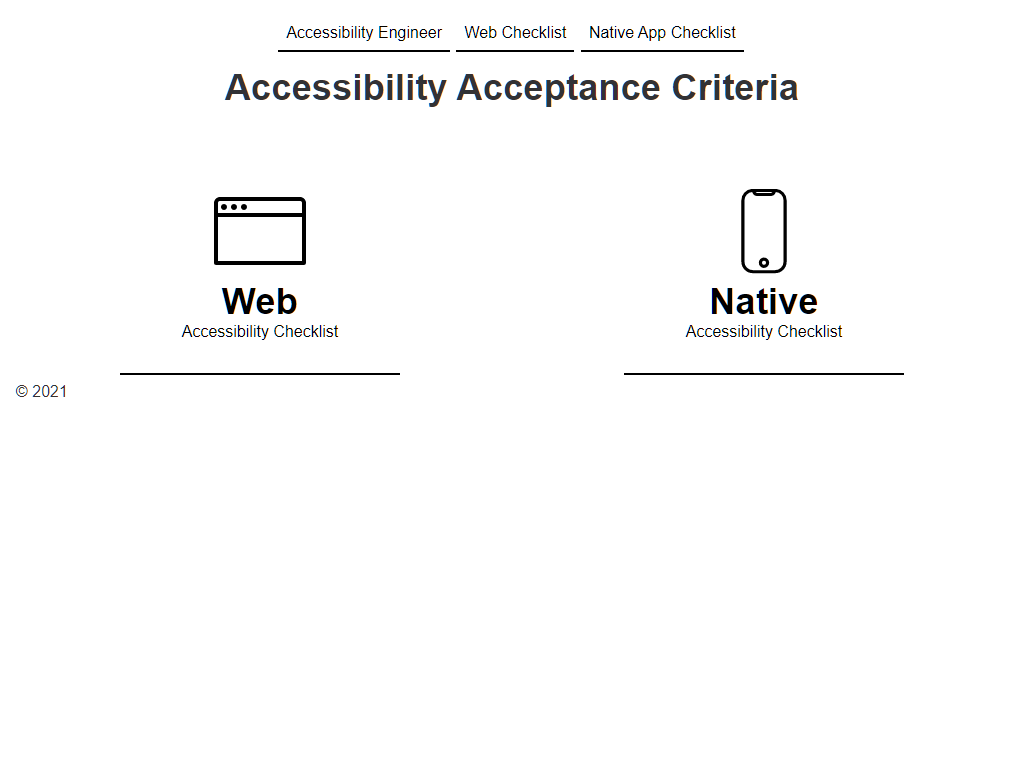 Accessibility Engineer Web Checklist Native App Checklist
Accessibility Acceptance Criteria
Web
Accessibility Checklist
Native
Accessibility Checklist
© 2021